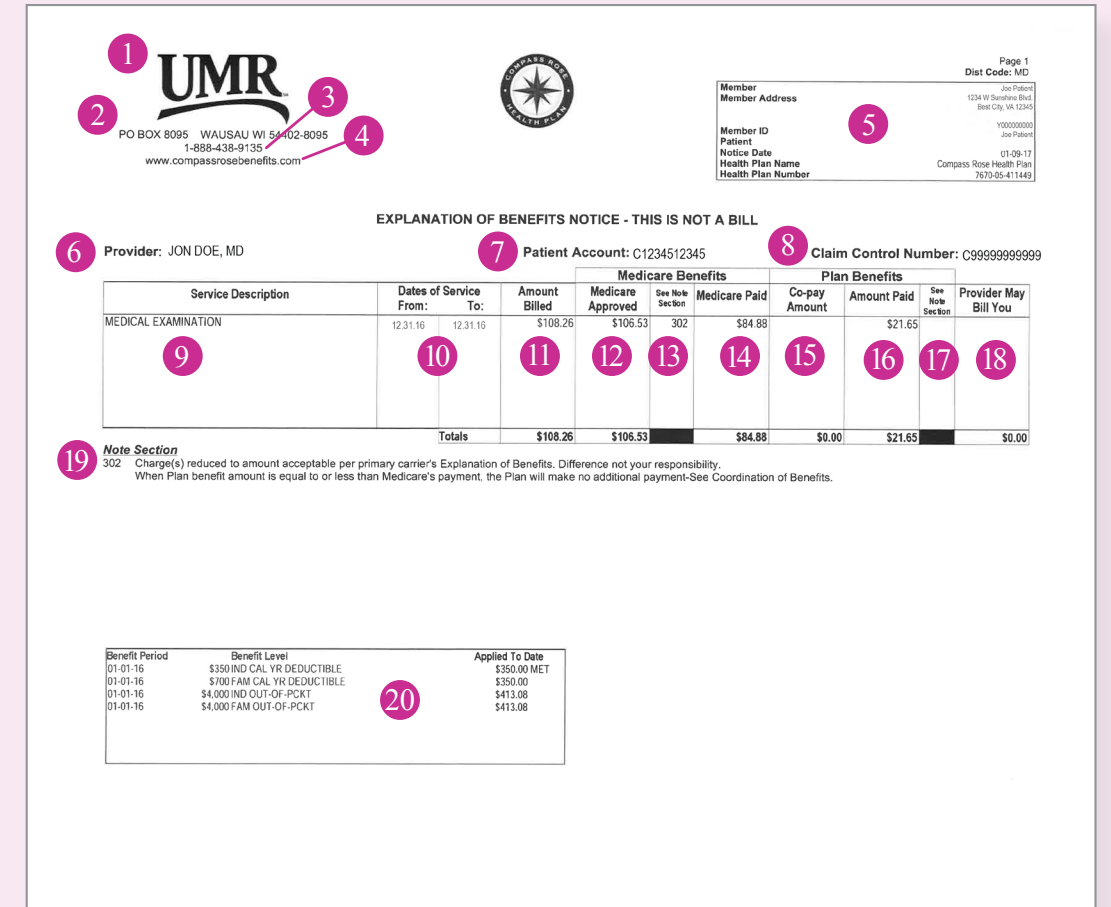 1
UMR
2
3
4
PO BOX 8095 WAUSAU WI 54402-8095
1-888-438-9135
www.compassrosebenefits.com
COMPASS ROSE
HEALTH PLAN
Page 1
Dist Code: MD
Member Joe Patient
Member Address 1234 W Sunshine Blvd.
Best City, VA 12345
5
Member ID Y000000000
Patient Joe Patient
Notice Date 01-09-17
Health Plan Name Compass Rose Health Plan
Health Plan Number 7670-05-411449
EXPLANATION OF BENEFITS NOTICE - THIS IS NOT A BILL
6 Provider: JON DOE, MD 7 Patient Account: C1234512345 8 Claim Control Number: C99999999999
Medicare Benefits Plan Benefits
Service Description Dates of Service From: To: Amount Billed Medicare Approved See Note Section Medicare Paid Co-pay Amount Amount Paid See Note Section Provider May Bill You
MEDICAL EXAMINATION 12.31.16 12.31.16 $108.26 $106.53 302 $84.88 $21.65
9 10 11 12 13 14 15 16 17 18
Totals $108.26 $106.53 $84.88 $0.00 $21.65 $0.00
19 Note Section
302 Charge(s) reduced to amount acceptable per primary carrier's Explanation of Benefits. Difference not your responsibility.
When Plan benefit amount is equal to or less than Medicare's payment, the Plan will make no additional payment-See Coordination of Benefits.
Benefit Period Benefit Level Applied To Date
01-01-16 $350 IND CAL YR DEDUCTIBLE $350.00 MET
01-01-16 $700 FAM CAL YR DEDUCTIBLE $350.00
01-01-16 $4,000 IND OUT-OF-PCKT $413.08
01-01-16 $4,000 FAM OUT-OF-PCKT $413.08
20